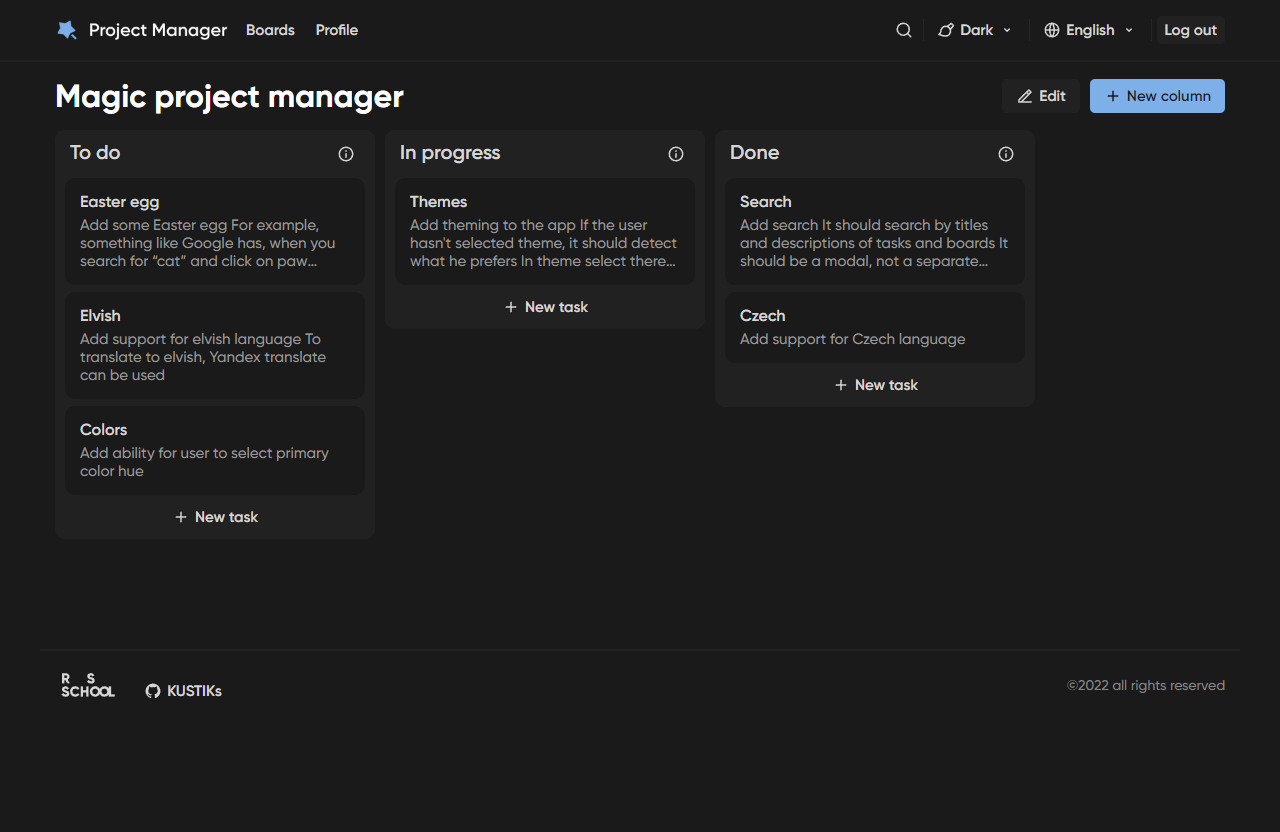 Project Manager Boards Profile Dark English Log out
Magic project manager Edit New column
To do
Easter egg
Add some Easter egg For example,
something like Google has, when you
search for “cat” and click on paw...
Elvish
Add support for elvish language To
translate to elvish, Yandex translate
can be used
Colors
Add ability for user to select primary
color hue
New task
In progress
Themes
Add theming to the app If the user
hasn't selected theme, it should detect
what he prefers In theme select there...
New task
Done
Search
Add search It should search by titles
and descriptions of tasks and boards It
should be a modal, not a separate...
Czech
Add support for Czech language
New task
R S
SCHOOL
KUSTIKs
©2022 all rights reserved